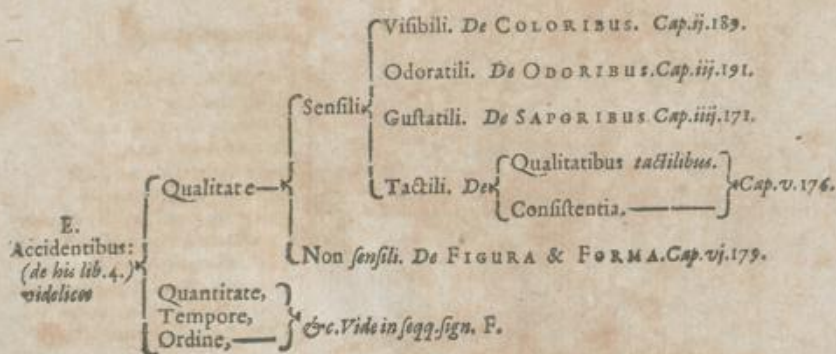 Viſibili. De COLORIBUS. Cap.ij.189.
Odoratili. De ODORIBUS. Cap.iij.191.
Senſili
Guſtatili. De SAPORIBUS Cap.iiij.171.
Qualitate
Tactili. De
Qualitatibus tactilibus.
Conſiſtentia.
Cap.v.176.
E.
Accidentibus:
(de his lib.4.)
videlicet
Non ſenſili. De FIGURA & FORMA. Cap.vj.179.
Quantitate,
Tempore,
Ordine,
&c. Vide in ſeqq. ſign. F.